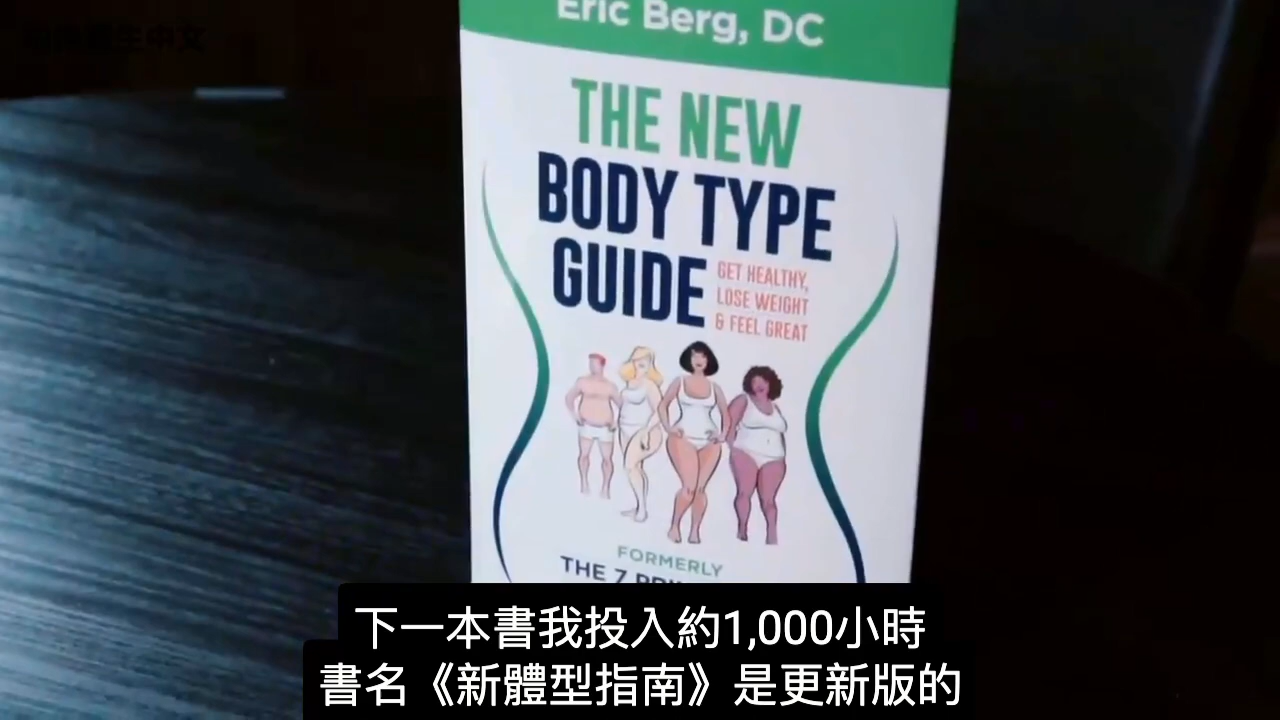 Eric Berg, DC
THE NEW
BODY TYPE
GUIDE
GET HEALTHY,
LOSE WEIGHT
& FEEL GREAT
FORMERLY
THE 7
下一本書我投入約1,000小時
書名《新體型指南》是更新版的